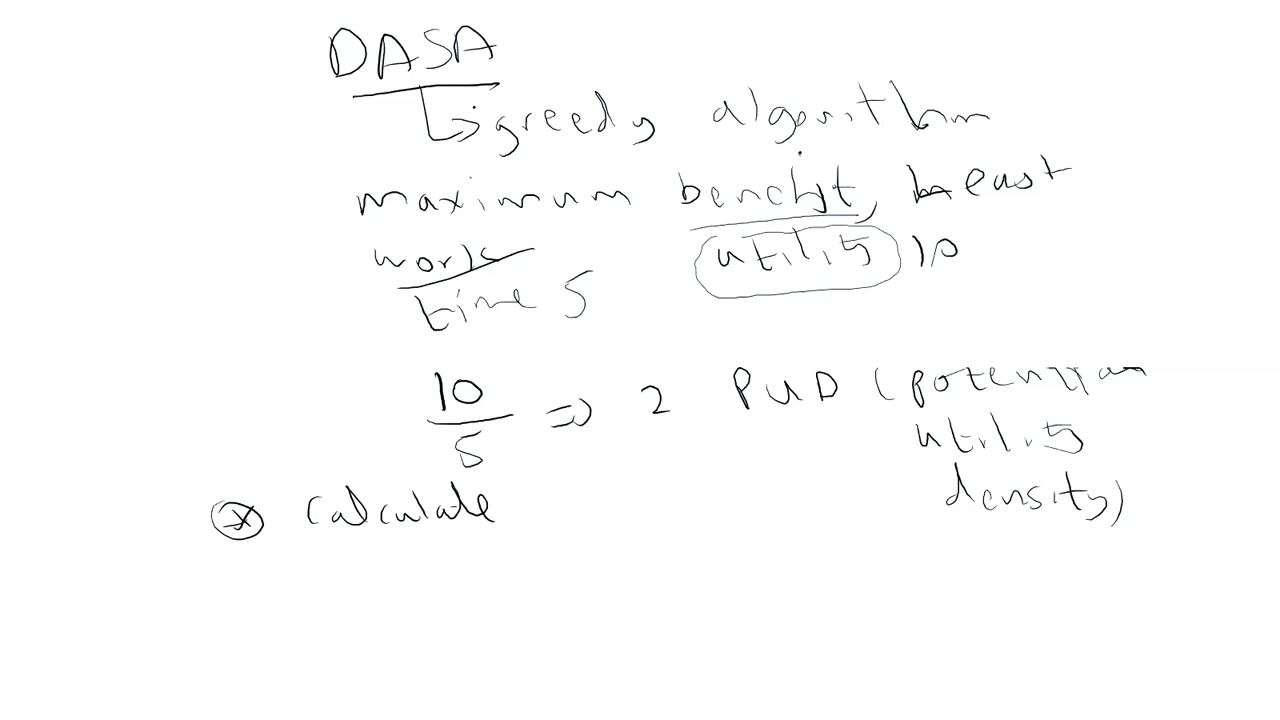 DASA
↳ greedy algorithm
maximum benefit, least
work utility 10
time 5
10/5 => 2 PUD (potential
utility
density)
* calculate